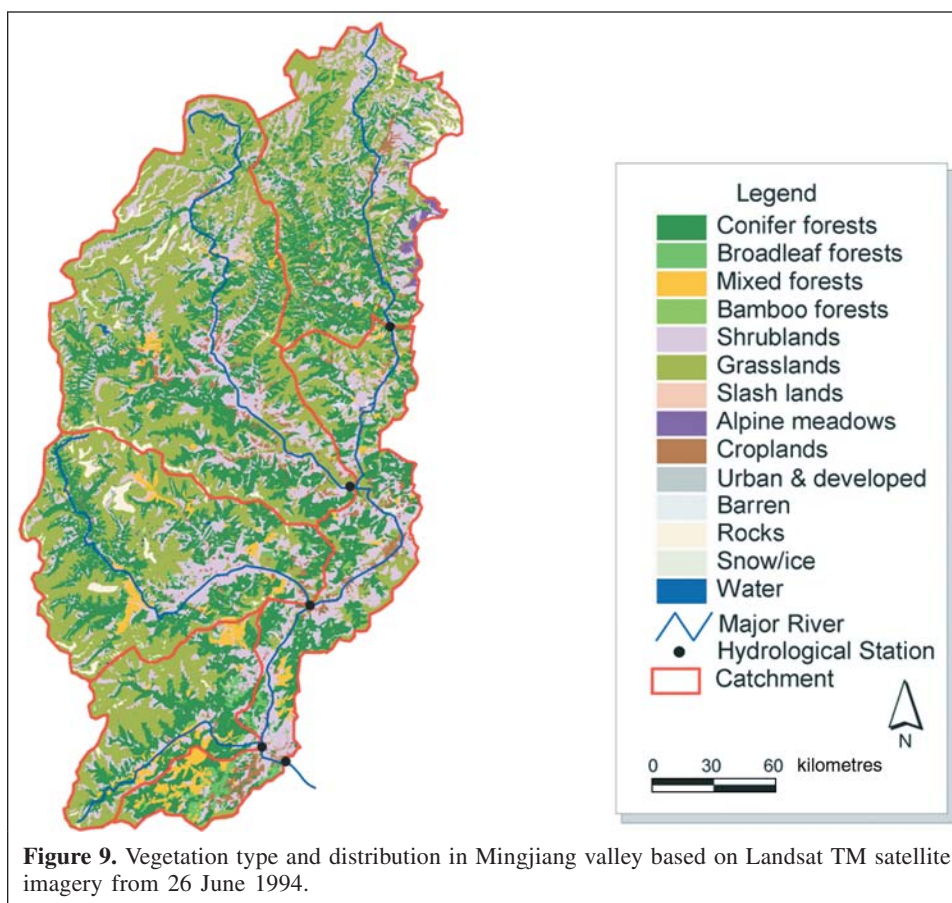 Legend
Conifer forests
Broadleaf forests
Mixed forests
Bamboo forests
Shrublands
Grasslands
Slash lands
Alpine meadows
Croplands
Urban & developed
Barren
Rocks
Snow/ice
Water
Major River
Hydrological Station
Catchment
N
0 30 60 kilometres
Figure 9. Vegetation type and distribution in Mingjiang valley based on Landsat TM satellite
imagery from 26 June 1994.